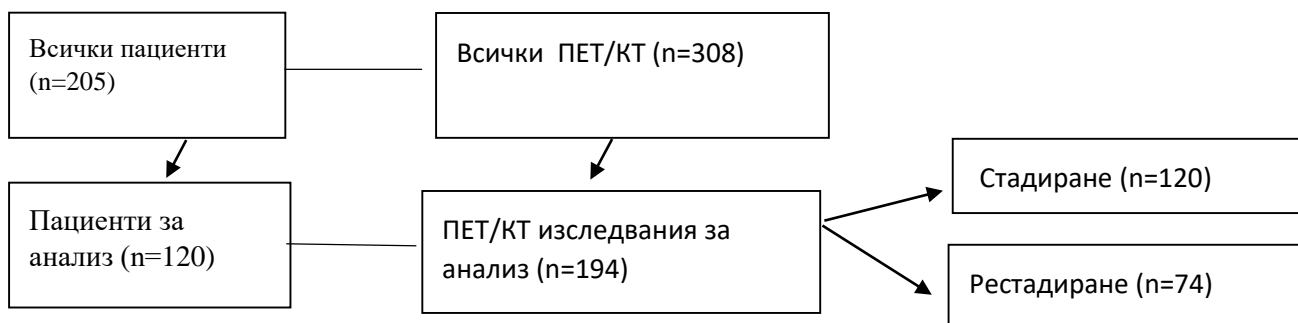 Всички пациенти
(n=205)
Всички ПЕТ/КТ (n=308)
Пациенти за
анализ (n=120)
ПЕТ/КТ изследвания за
анализ (n=194)
Стадиране (n=120)
Рестадиране (n=74)